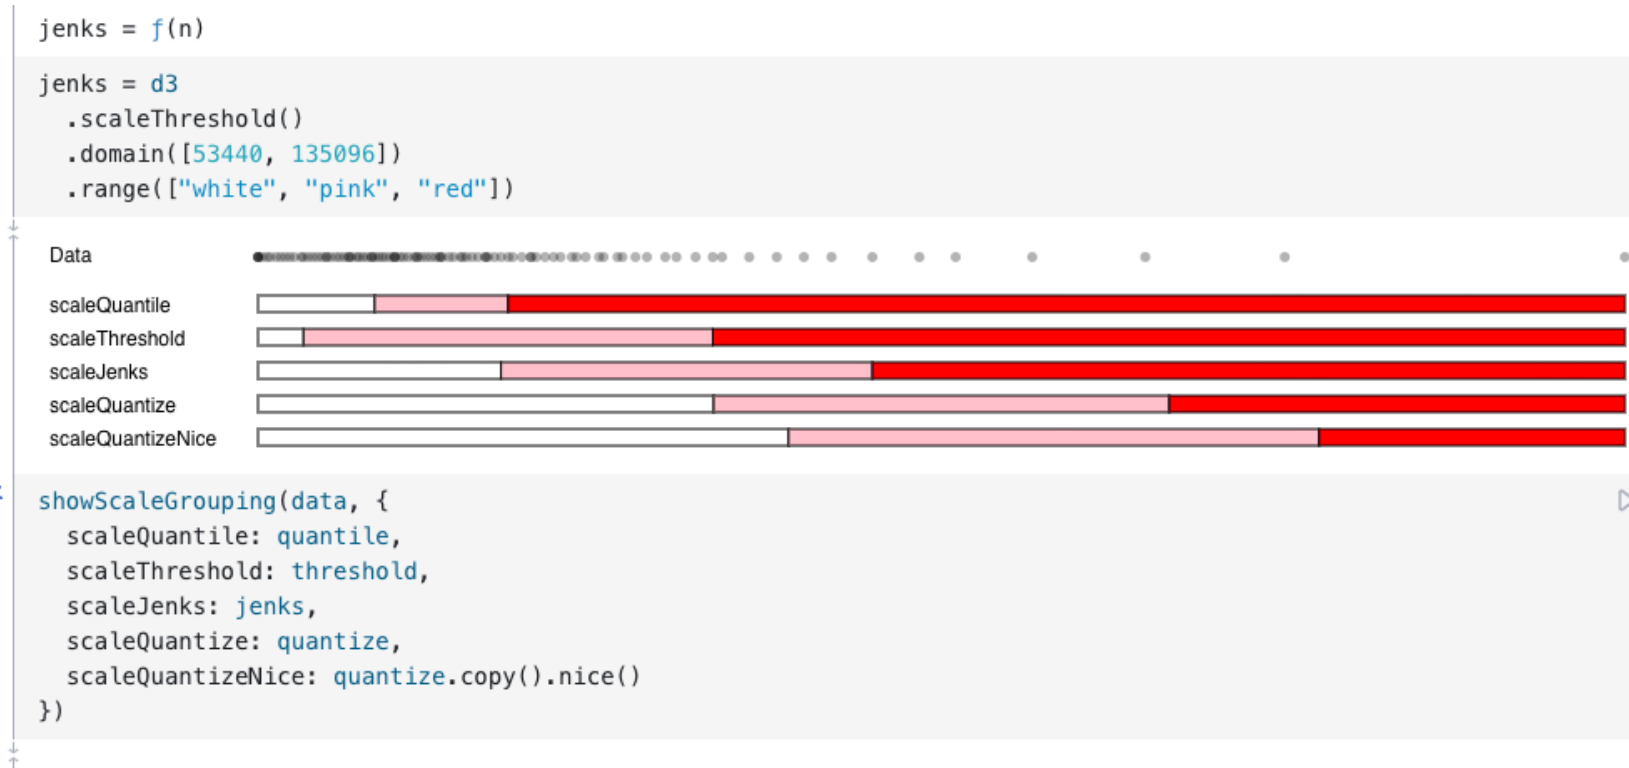 jenks = ƒ(n)
jenks = d3
.scaleThreshold()
.domain([53440, 135096])
.range(["white", "pink", "red"])
Data
scaleQuantile
scaleThreshold
scaleJenks
scaleQuantize
scaleQuantizeNice
showScaleGrouping(data, {
scaleQuantile: quantile,
scaleThreshold: threshold,
scaleJenks: jenks,
scaleQuantize: quantize,
scaleQuantizeNice: quantize.copy().nice()
})